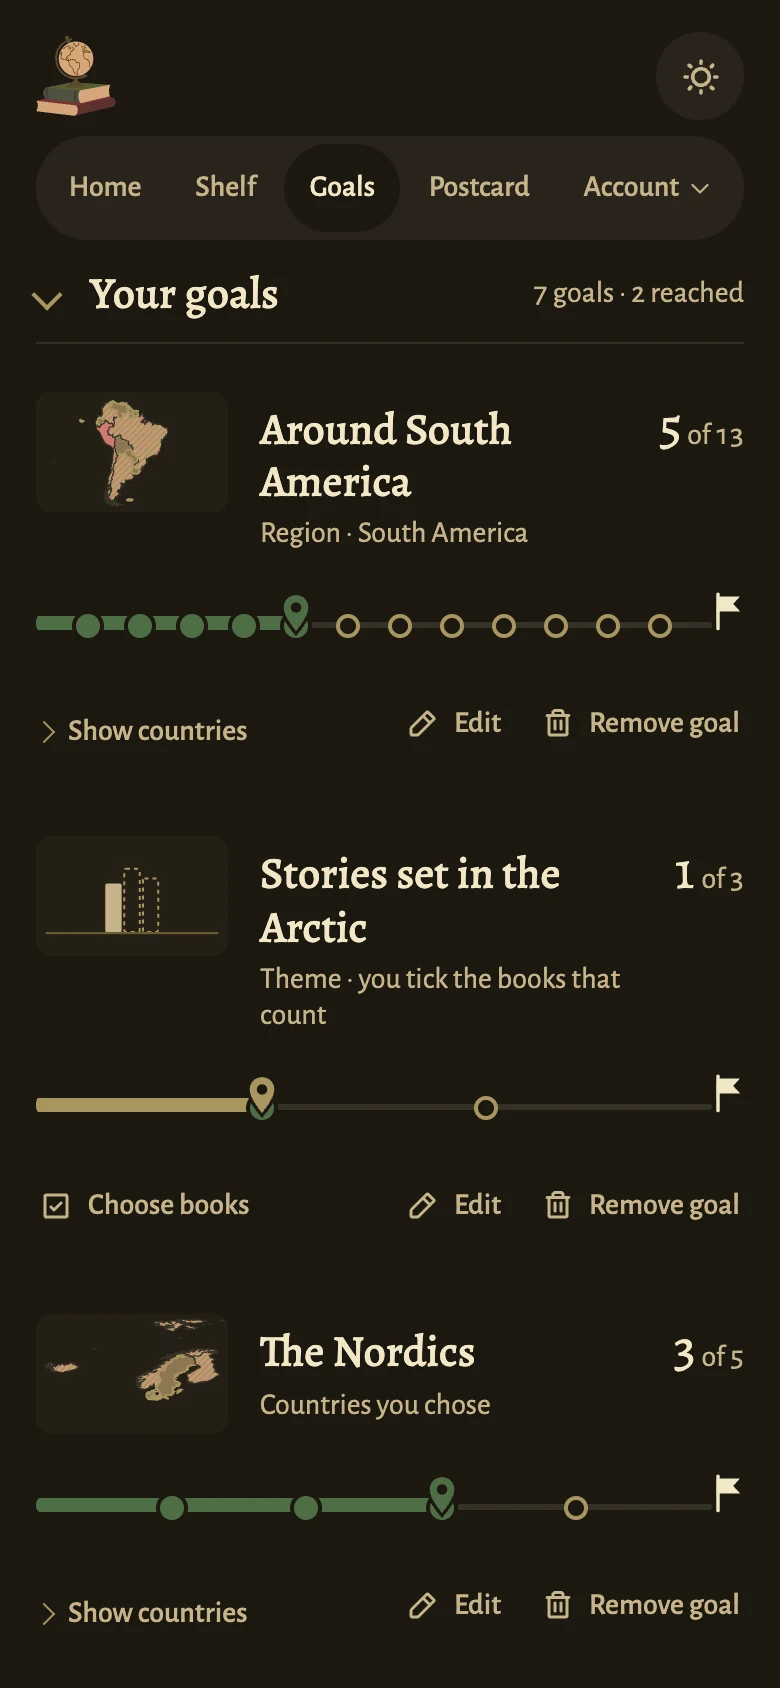 Home Shelf Goals Postcard Account
Your goals 7 goals · 2 reached
Around South 5 of 13
America
Region · South America
Show countries Edit Remove goal
Stories set in the 1 of 3
Arctic
Theme · you tick the books that
count
Choose books Edit Remove goal
The Nordics 3 of 5
Countries you chose
Show countries Edit Remove goal